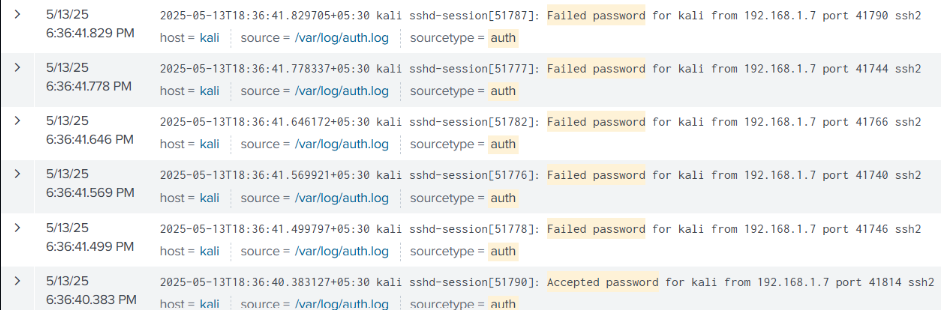 5/13/25
6:36:41.829 PM
2025-05-13T18:36:41.829705+05:30 kali sshd-session[51787]: Failed password for kali from 192.168.1.7 port 41790 ssh2
host = kali source = /var/log/auth.log sourcetype = auth
5/13/25
6:36:41.778 PM
2025-05-13T18:36:41.778337+05:30 kali sshd-session[51777]: Failed password for kali from 192.168.1.7 port 41744 ssh2
host = kali source = /var/log/auth.log sourcetype = auth
5/13/25
6:36:41.646 PM
2025-05-13T18:36:41.646172+05:30 kali sshd-session[51782]: Failed password for kali from 192.168.1.7 port 41766 ssh2
host = kali source = /var/log/auth.log sourcetype = auth
5/13/25
6:36:41.569 PM
2025-05-13T18:36:41.569921+05:30 kali sshd-session[51776]: Failed password for kali from 192.168.1.7 port 41740 ssh2
host = kali source = /var/log/auth.log sourcetype = auth
5/13/25
6:36:41.499 PM
2025-05-13T18:36:41.499797+05:30 kali sshd-session[51778]: Failed password for kali from 192.168.1.7 port 41746 ssh2
host = kali source = /var/log/auth.log sourcetype = auth
5/13/25
6:36:40.383 PM
2025-05-13T18:36:40.383127+05:30 kali sshd-session[51790]: Accepted password for kali from 192.168.1.7 port 41814 ssh2
host = kali source = /var/log/auth.log sourcetype = auth